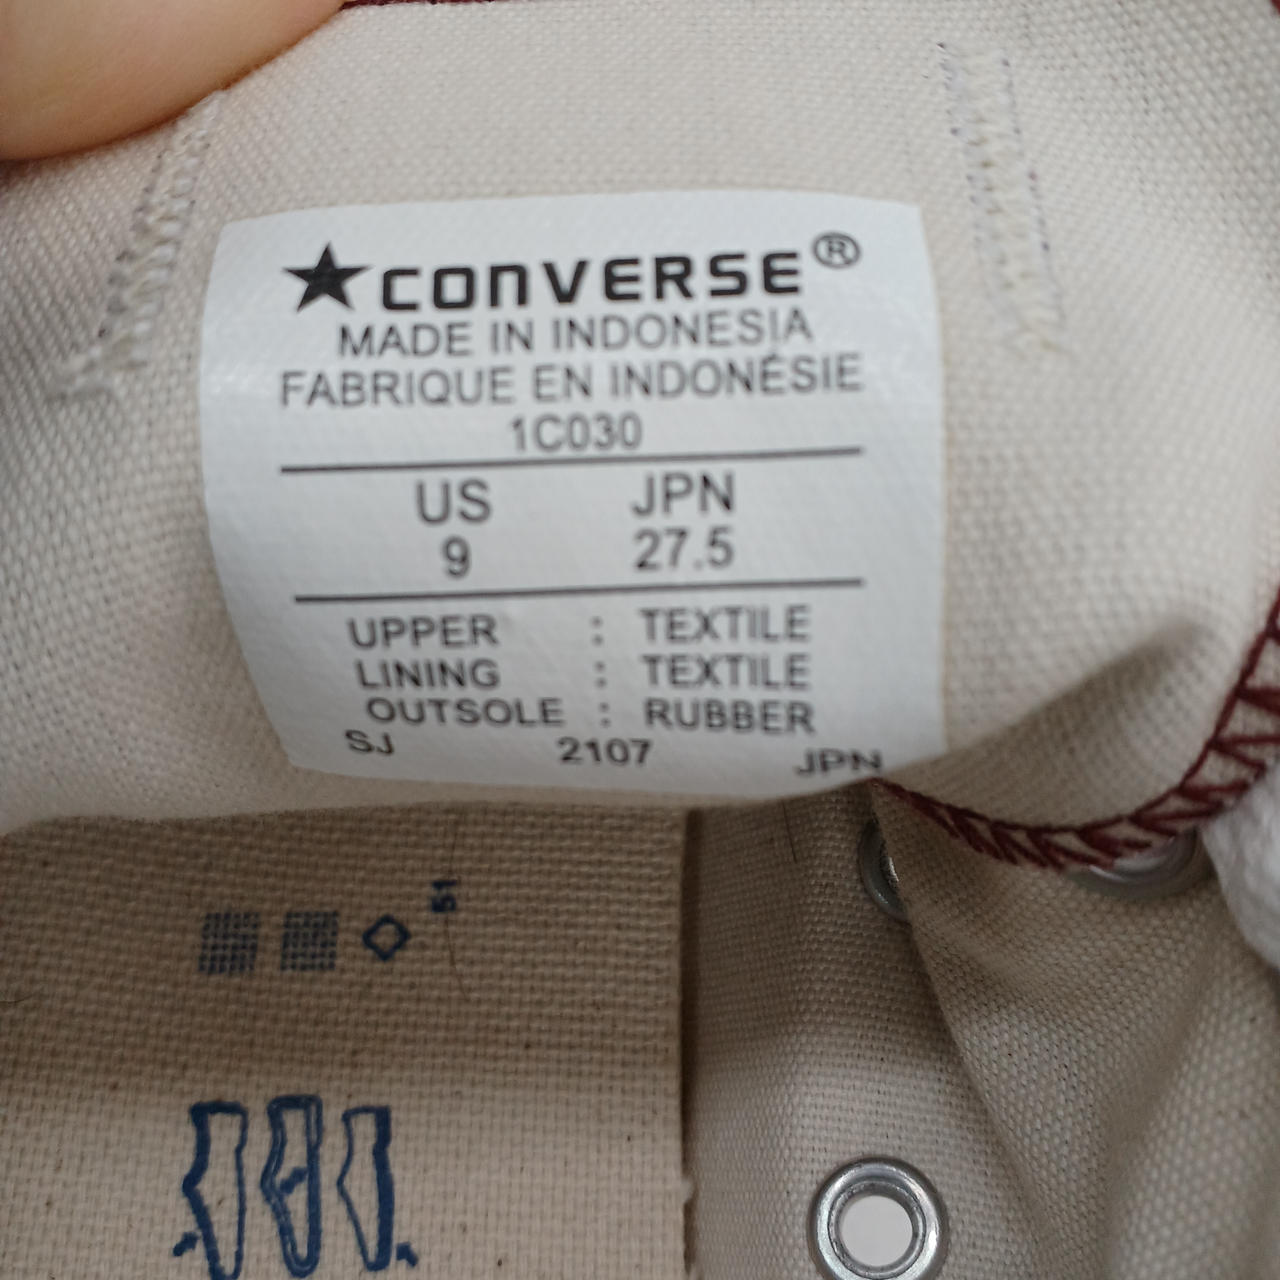 ★CONVERSE®
MADE IN INDONESIA
FABRIQUE EN INDONÉSIE
1C030
US JPN
9 27.5
UPPER : TEXTILE
LINING : TEXTILE
OUTSOLE : RUBBER
SJ 2107 JPN
51